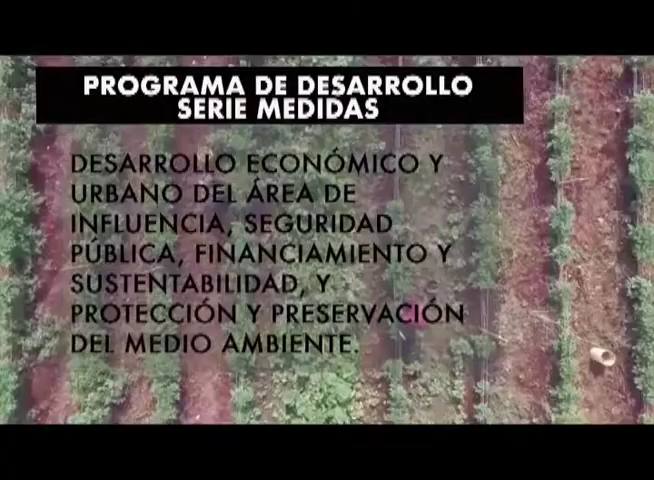 PROGRAMA DE DESARROLLO
SERIE MEDIDAS
DESARROLLO ECONÓMICO Y
URBANO DEL ÁREA DE
INFLUENCIA, SEGURIDAD
PÚBLICA, FINANCIAMIENTO Y
SUSTENTABILIDAD, Y
PROTECCIÓN Y PRESERVACIÓN
DEL MEDIO AMBIENTE.